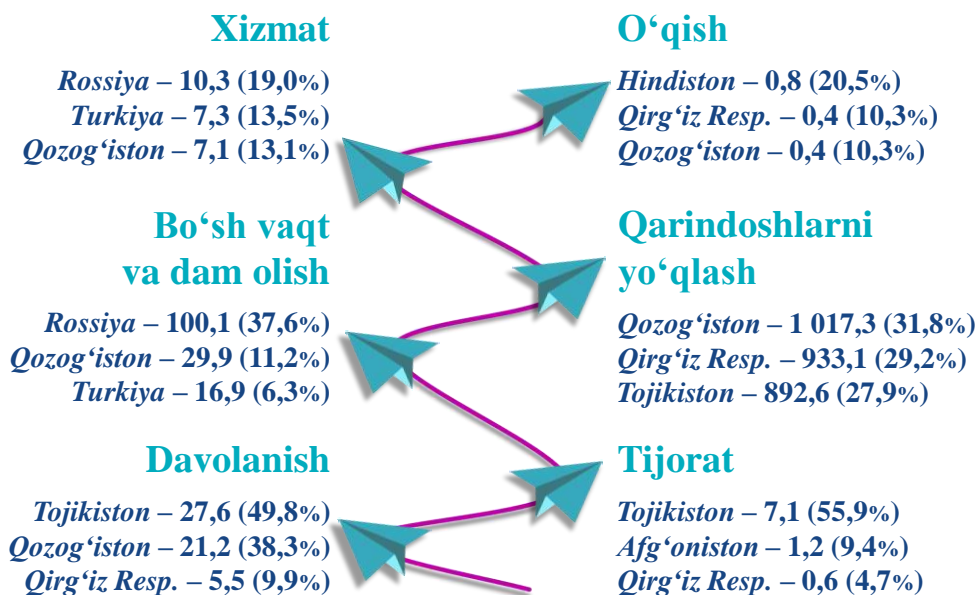 Xizmat
Rossiya – 10,3 (19,0%)
Turkiya – 7,3 (13,5%)
Qozog‘iston – 7,1 (13,1%)
O‘qish
Hindiston – 0,8 (20,5%)
Qirg‘iz Resp. – 0,4 (10,3%)
Qozog‘iston – 0,4 (10,3%)
Bo‘sh vaqt
va dam olish
Rossiya – 100,1 (37,6%)
Qozog‘iston – 29,9 (11,2%)
Turkiya – 16,9 (6,3%)
Qarindoshlarni
yo‘qlash
Qozog‘iston – 1 017,3 (31,8%)
Qirg‘iz Resp. – 933,1 (29,2%)
Tojikiston – 892,6 (27,9%)
Davolanish
Tojikiston – 27,6 (49,8%)
Qozog‘iston – 21,2 (38,3%)
Qirg‘iz Resp. – 5,5 (9,9%)
Tijorat
Tojikiston – 7,1 (55,9%)
Afg‘oniston – 1,2 (9,4%)
Qirg‘iz Resp. – 0,6 (4,7%)